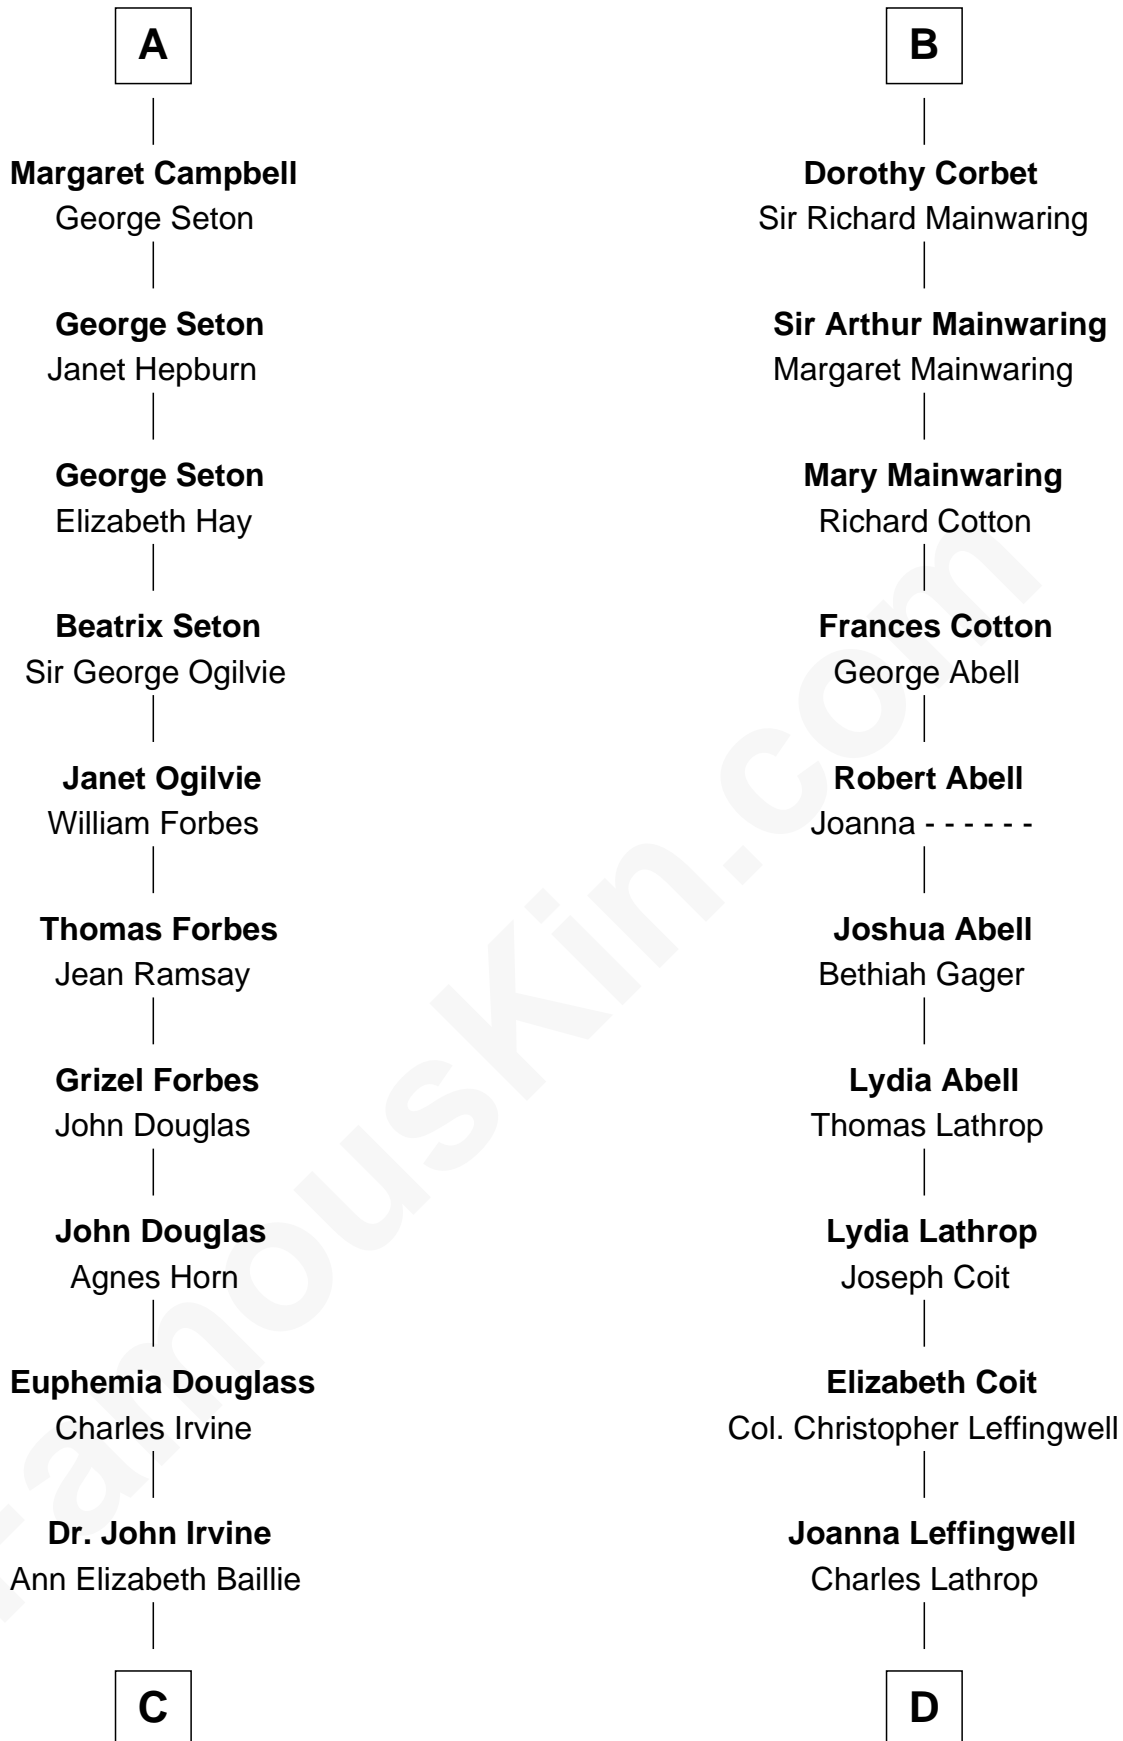 A
Margaret Campbell
George Seton
George Seton
Janet Hepburn
George Seton
Elizabeth Hay
Beatrix Seton
Sir George Ogilvie
Janet Ogilvie
William Forbes
Thomas Forbes
Jean Ramsay
Grizel Forbes
John Douglas
John Douglas
Agnes Horn
Euphemia Douglass
Charles Irvine
Dr. John Irvine
Ann Elizabeth Baillie
C
B
Dorothy Corbet
Sir Richard Mainwaring
Sir Arthur Mainwaring
Margaret Mainwaring
Mary Mainwaring
Richard Cotton
Frances Cotton
George Abell
Robert Abell
Joanna - - - - - -
Joshua Abell
Bethiah Gager
Lydia Abell
Thomas Lathrop
Lydia Lathrop
Joseph Coit
Elizabeth Coit
Col. Christopher Leffingwell
Joanna Leffingwell
Charles Lathrop
D
FamousKin.com